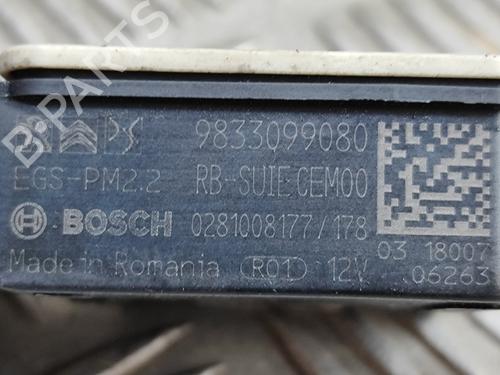 9833099080
EGS-PM2.2 RB-SUIE CEM00
BOSCH 0281008177/178
03 18007
Made in Romania (R01) 12V 06263
B-PARTS